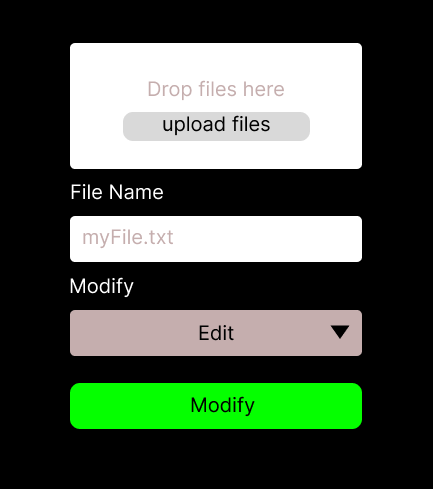 Drop files here
upload files
File Name
myFile.txt
Modify
Edit
Modify